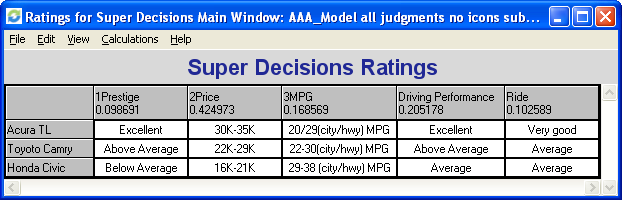 Ratings for Super Decisions Main Window: AAA_Model all judgments no icons sub...
File Edit View Calculations Help
Super Decisions Ratings
1Prestige 2Price 3MPG Driving Performance Ride
0.098691 0.424973 0.168569 0.205178 0.102589
Acura TL Excellent 30K-35K 20/29(city/hwy) MPG Excellent Very good
Toyoto Camry Above Average 22K-29K 22-30(city/hwy) MPG Above Average Average
Honda Civic Below Average 16K-21K 29-38 (city/hwy) MPG Average Average